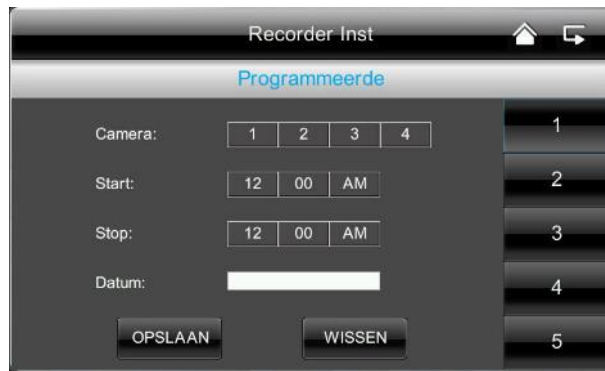 Recorder Inst
Programmeerde
Camera: 1 2 3 4
Start: 12 00 AM
Stop: 12 00 AM
Datum:
OPSLAAN WISSEN
1
2
3
4
5